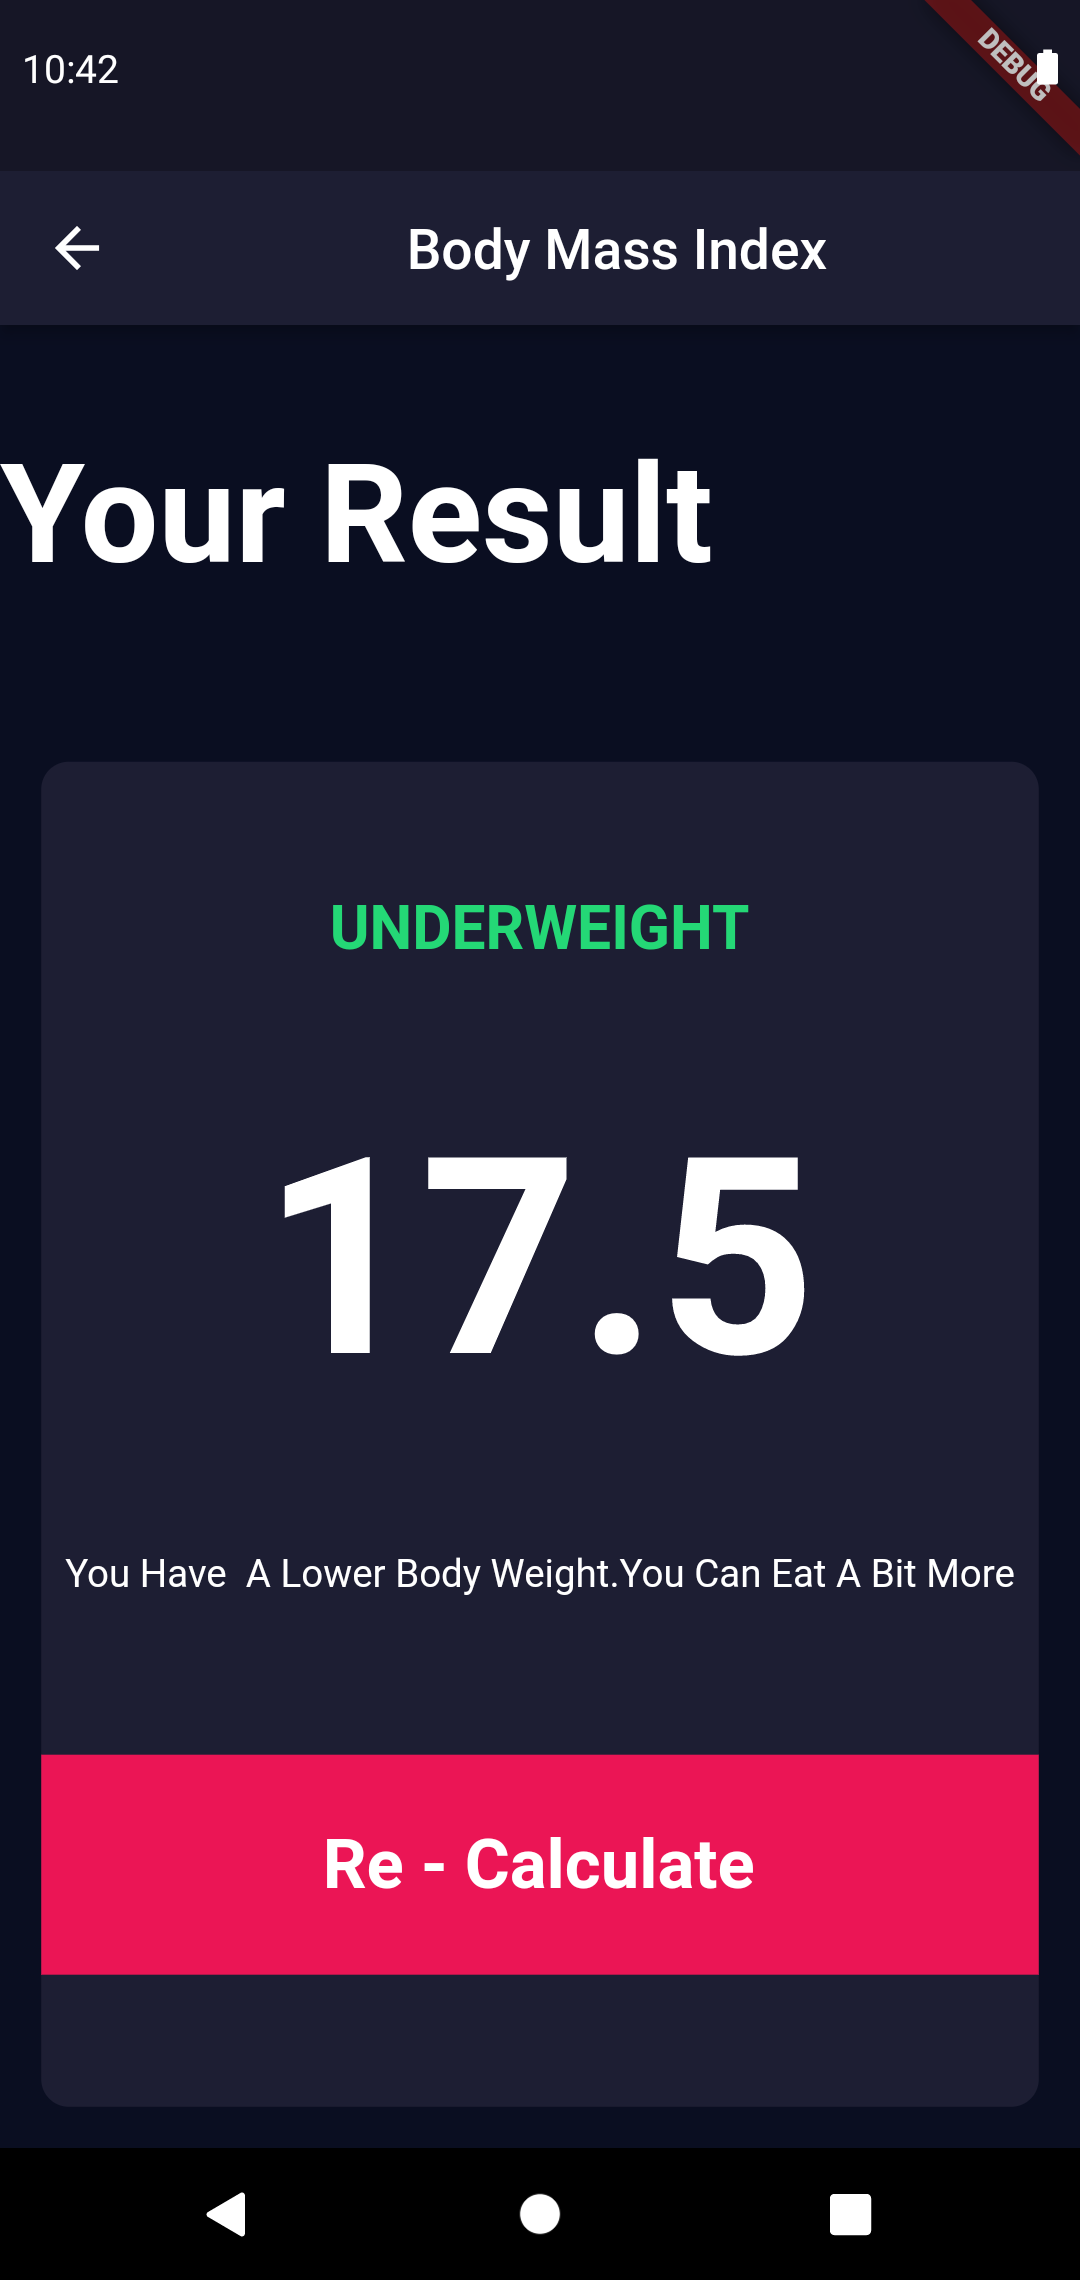 10:42
DEBUG
Body Mass Index
Your Result
UNDERWEIGHT
17.5
You Have  A Lower Body Weight.You Can Eat A Bit More
Re - Calculate